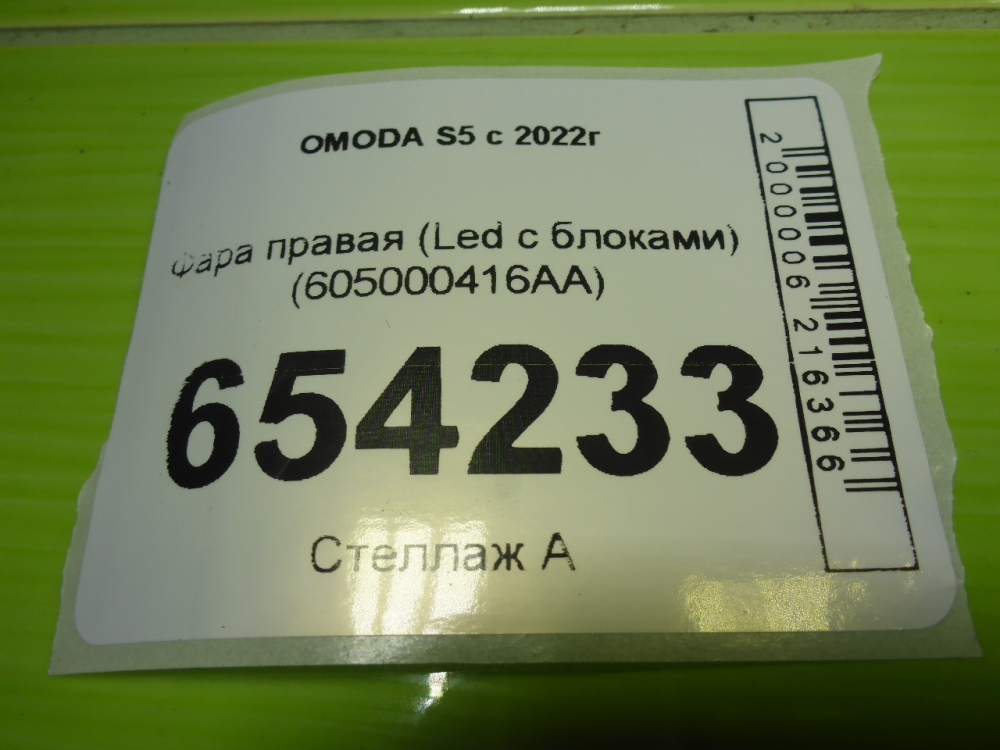 OMODA S5 с 2022г
Фара правая (Led с блоками)
(605000416AA)
654233
Стеллаж А
2000006216366